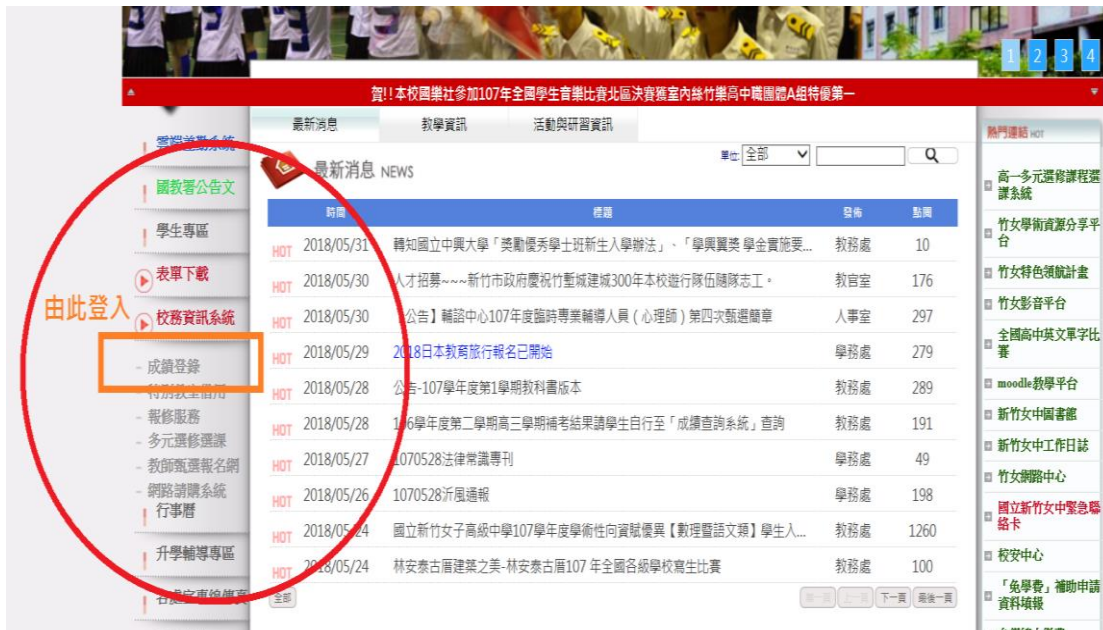 1 2 3 4
賀!!本校國樂社參加107年全國學生音樂比賽北區決賽獲室內絲竹樂高中職團體A組特優第一
雲端差勤系統
國教署公告文
學生專區
表單下載
由此登入
校務資訊系統
- 成績登錄
- 特別教室借用
- 報修服務
- 多元選修選課
- 教師甄選報名網
- 網路請購系統
行事曆
升學輔導專區
各處室專線傳真
最新消息 教學資訊 活動與研習資訊
最新消息 NEWS
單位: 全部
時間 標題 發佈 點閱
HOT 2018/05/31 轉知國立中興大學「獎勵優秀學士班新生入學辦法」、「學興翼獎 學金實施要... 教務處 10
HOT 2018/05/30 人才招募~~~新竹市政府慶祝竹塹建城300年本校遊行隊伍隨隊志工。 教官室 176
HOT 2018/05/30 【公告】輔諮中心107年度臨時專業輔導人員(心理師)第四次甄選簡章 人事室 297
HOT 2018/05/29 2018日本教育旅行報名已開始 學務處 279
HOT 2018/05/28 公告-107學年度第1學期教科書版本 教務處 289
HOT 2018/05/28 106學年度第二學期高三學期補考結果請學生自行至「成績查詢系統」查詢 教務處 191
HOT 2018/05/27 1070528法律常識專刊 學務處 49
HOT 2018/05/26 1070528沂風週報 學務處 198
HOT 2018/05/24 國立新竹女子高級中學107學年度學術性向資賦優異【數理暨語文類】學生入... 教務處 1260
HOT 2018/05/24 林安泰古厝建築之美-林安泰古厝107 年全國各級學校寫生比賽 教務處 100
全部 第一頁 上一頁 下一頁 最後一頁
熱門連結 HOT
高一多元選修課程選
課系統
竹女學術資源分享平
台
竹女特色領航計畫
竹女影音平台
全國高中英文單字比
賽
moodle教學平台
新竹女中圖書館
新竹女中工作日誌
竹女網路中心
國立新竹女中緊急聯
絡卡
校安中心
「免學費」補助申請
資料填報